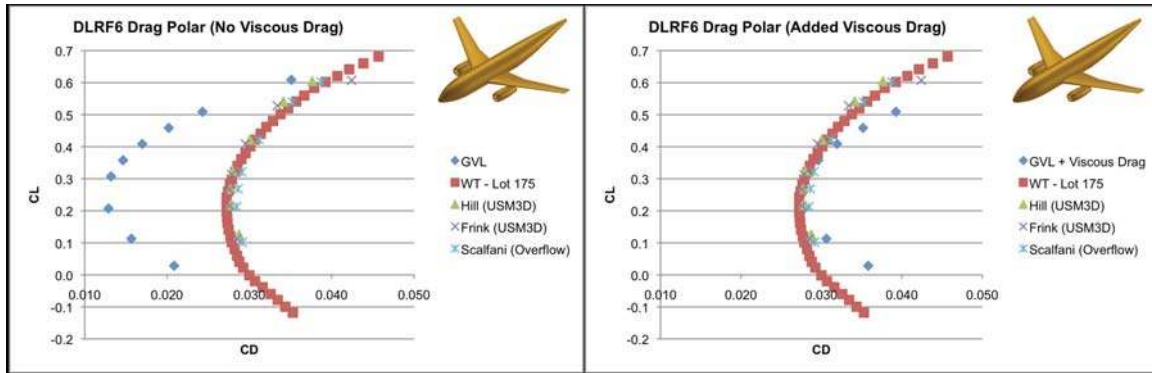 DLRF6 Drag Polar (No Viscous Drag)
0.7
0.6
0.5
0.4
0.3
0.2
0.1
0.0
-0.1
-0.2
CL
0.010
0.020
0.030
0.040
0.050
CD
GVL
WT - Lot 175
Hill (USM3D)
Frink (USM3D)
Scalfani (Overflow)
DLRF6 Drag Polar (Added Viscous Drag)
0.7
0.6
0.5
0.4
0.3
0.2
0.1
0.0
-0.1
-0.2
CL
0.010
0.020
0.030
0.040
0.050
CD
GVL + Viscous Drag
WT - Lot 175
Hill (USM3D)
Frink (USM3D)
Scalfani (Overflow)